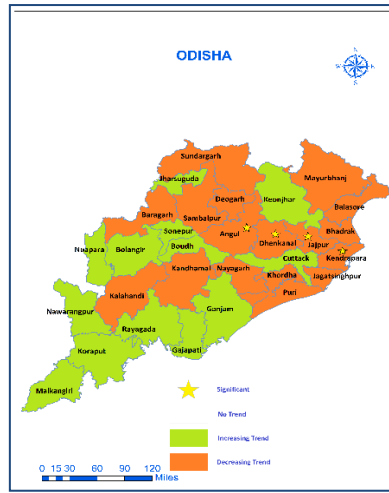 ODISHA
Sundargarh
Jharsuguda
Mayurbhanj
Deogarh
Keonjhar
Balasore
Baragarh
Sambalpur
Sonepur
Angul
Bhadrak
Nuapara
Bolangir
Boudh
Dhenkanal
Jajpur
Kendrapara
Cuttack
Kandhamal
Nayagarh
Khordha
Jagatsinghpur
Kalahandi
Puri
Nawarangpur
Ganjam
Rayagada
Koraput
Gajapati
Malkangiri
Significant
No Trend
Increasing Trend
Decreasing Trend
0 15 30 60 90 120
Miles